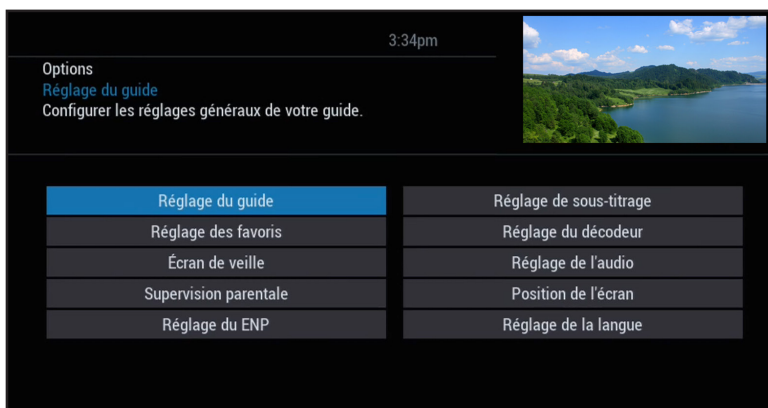 3:34pm
Options
Réglage du guide
Configurer les réglages généraux de votre guide.
Réglage du guide
Réglage de sous-titrage
Réglage des favoris
Réglage du décodeur
Écran de veille
Réglage de l'audio
Supervision parentale
Position de l'écran
Réglage du ENP
Réglage de la langue